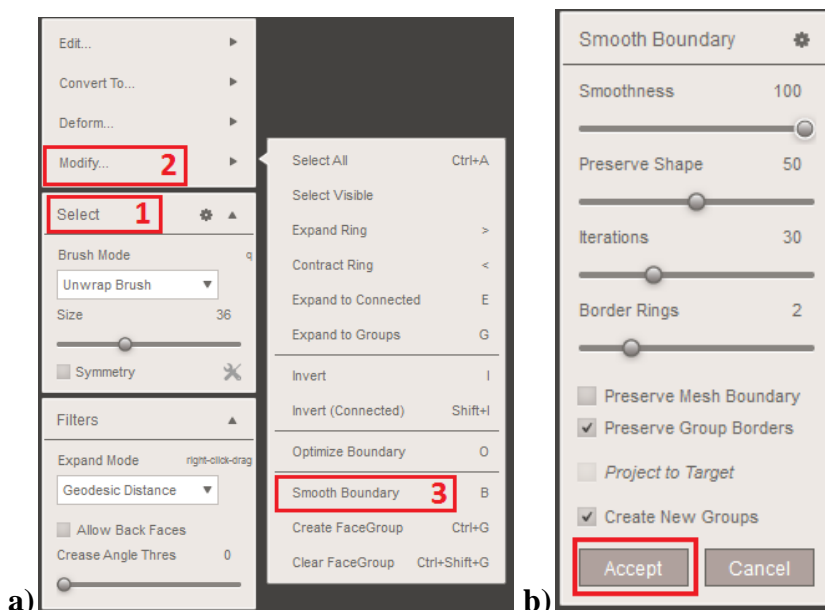 Edit...
Convert To...
Deform...
Modify... 2
Select 1
Brush Mode q
Unwrap Brush
Size 36
Symmetry
Filters
Expand Mode right-click-drag
Geodesic Distance
Allow Back Faces
Crease Angle Thres 0
Select All Ctrl+A
Select Visible
Expand Ring >
Contract Ring <
Expand to Connected E
Expand to Groups G
Invert I
Invert (Connected) Shift+I
Optimize Boundary O
Smooth Boundary 3 B
Create FaceGroup Ctrl+G
Clear FaceGroup Ctrl+Shift+G
a)
Smooth Boundary
Smoothness 100
Preserve Shape 50
Iterations 30
Border Rings 2
Preserve Mesh Boundary
Preserve Group Borders
Project to Target
Create New Groups
Accept Cancel
b)